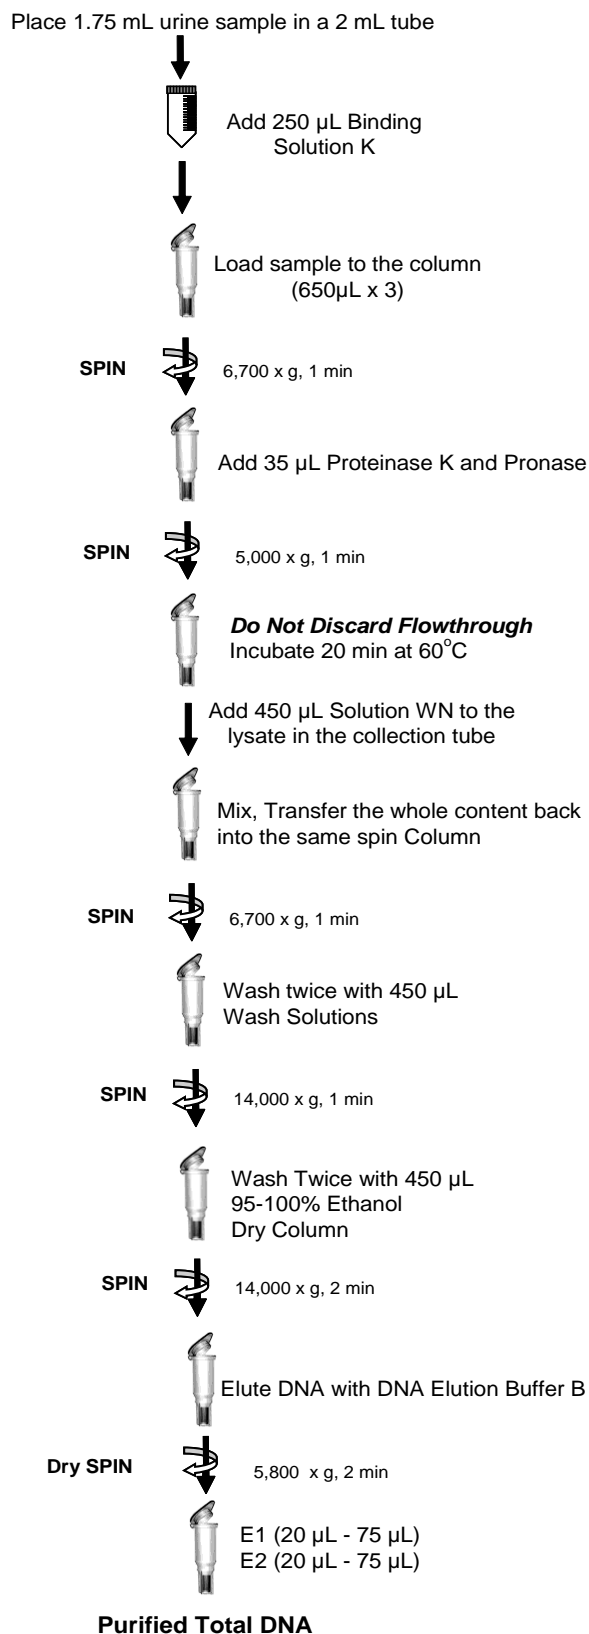 Place 1.75 mL urine sample in a 2 mL tube
Add 250 µL Binding
Solution K
Load sample to the column
(650µL x 3)
SPIN
6,700 x g, 1 min
Add 35 µL Proteinase K and Pronase
SPIN
5,000 x g, 1 min
Do Not Discard Flowthrough
Incubate 20 min at 60°C
Add 450 µL Solution WN to the
lysate in the collection tube
Mix, Transfer the whole content back
into the same spin Column
SPIN
6,700 x g, 1 min
Wash twice with 450 µL
Wash Solutions
SPIN
14,000 x g, 1 min
Wash Twice with 450 µL
95-100% Ethanol
Dry Column
SPIN
14,000 x g, 2 min
Elute DNA with DNA Elution Buffer B
Dry SPIN
5,800 x g, 2 min
E1 (20 µL - 75 µL)
E2 (20 µL - 75 µL)
Purified Total DNA